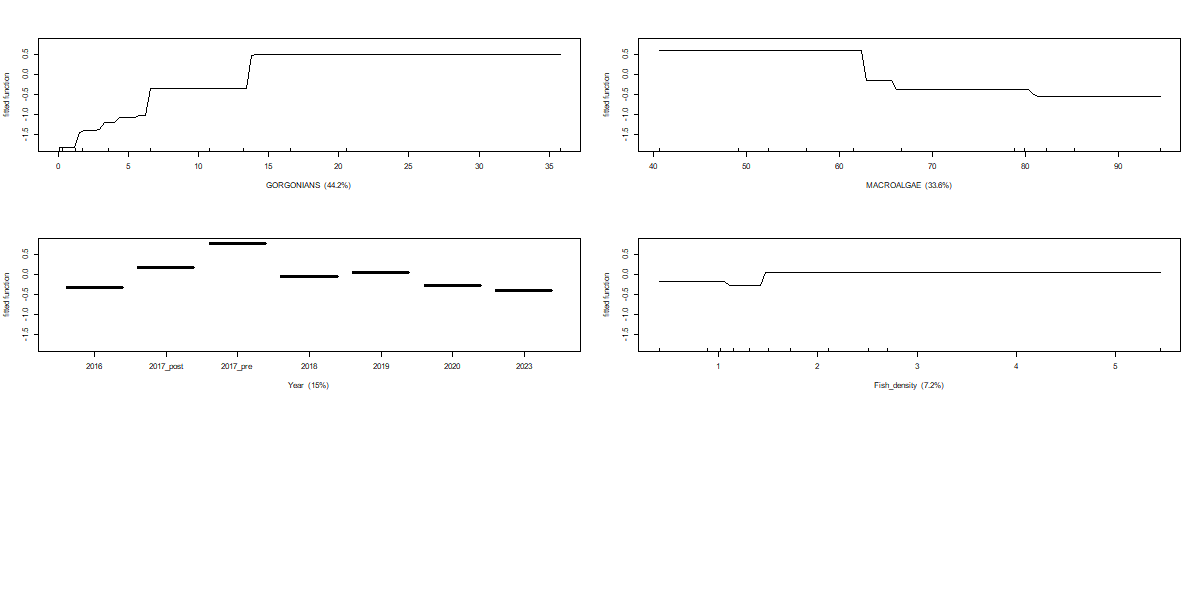 fitted function
0.5
0.0
-0.5
-1.0
-1.5
0 5 10 15 20 25 30 35
GORGONIANS (44.2%)
fitted function
0.5
0.0
-0.5
-1.0
-1.5
40 50 60 70 80 90
MACROALGAE (33.6%)
fitted function
0.5
0.0
-0.5
-1.0
-1.5
2016 2017_post 2017_pre 2018 2019 2020 2023
Year (15%)
fitted function
0.5
0.0
-0.5
-1.0
-1.5
1 2 3 4 5
Fish_density (7.2%)